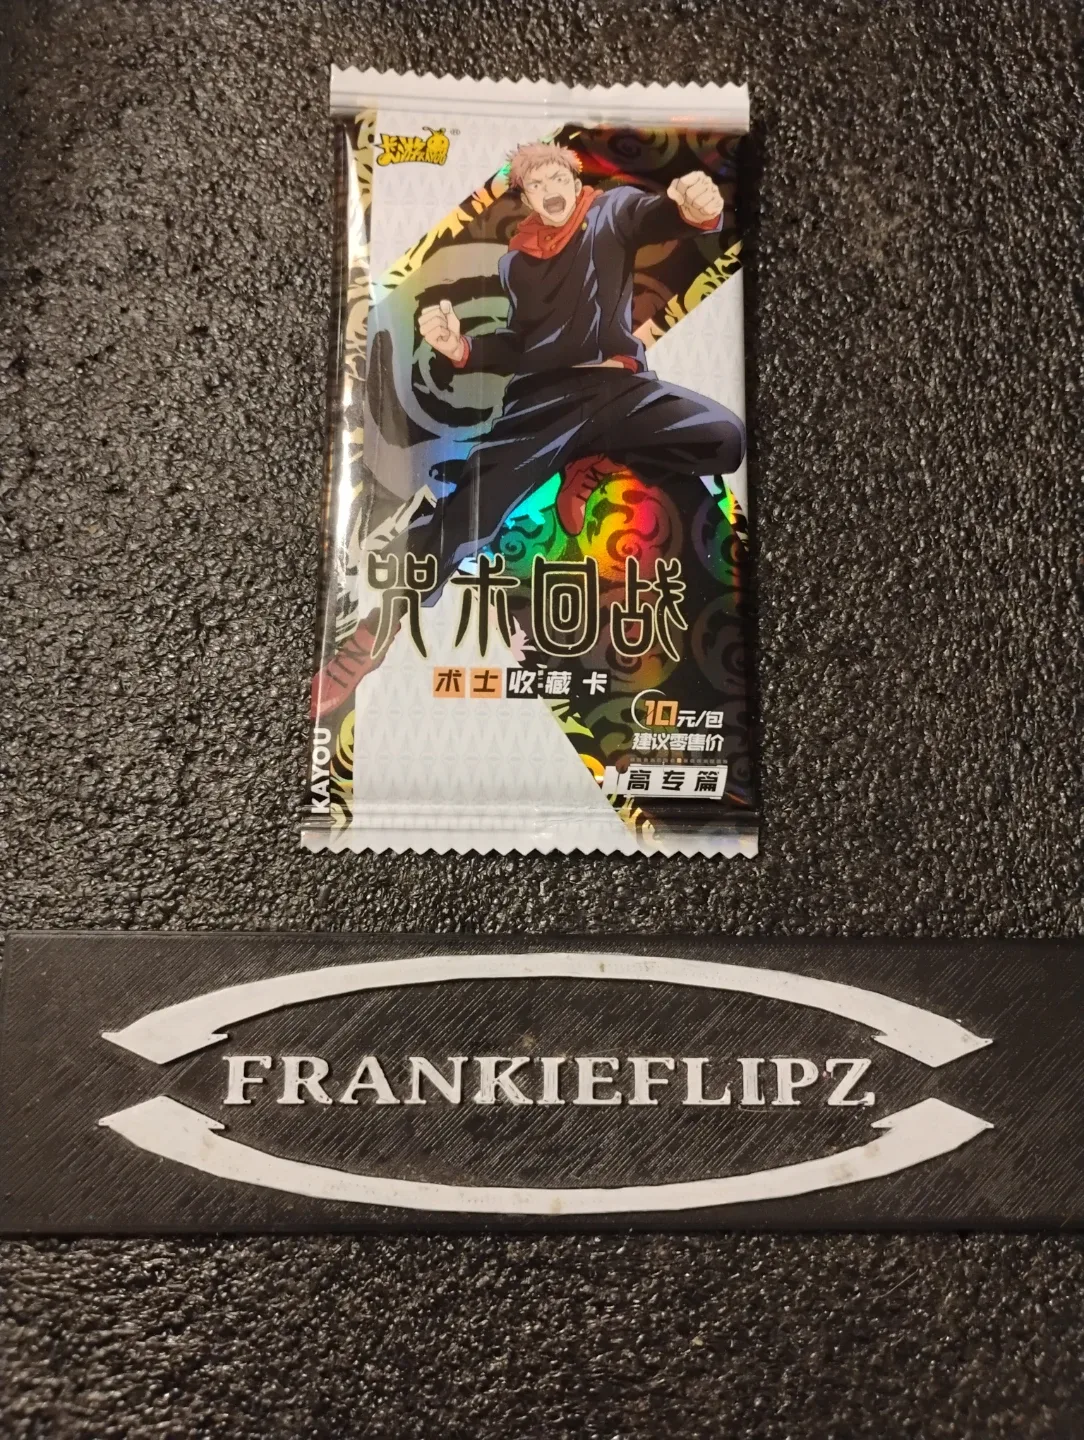 卡游
®
咒术回战
术士收藏卡
10元/包
建议零售价
高专篇
KAYOU
FRANKIEFLIPZ